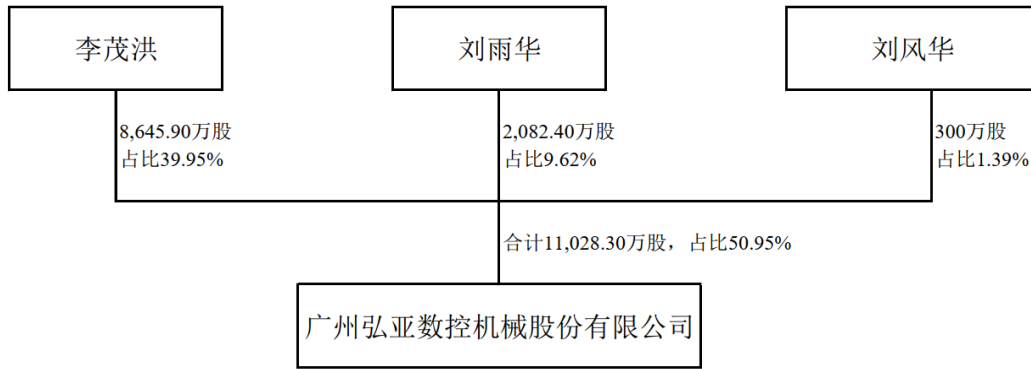 李茂洪
刘雨华
刘风华
8,645.90万股
占比39.95%
2,082.40万股
占比9.62%
300万股
占比1.39%
合计11,028.30万股，占比50.95%
广州弘亚数控机械股份有限公司